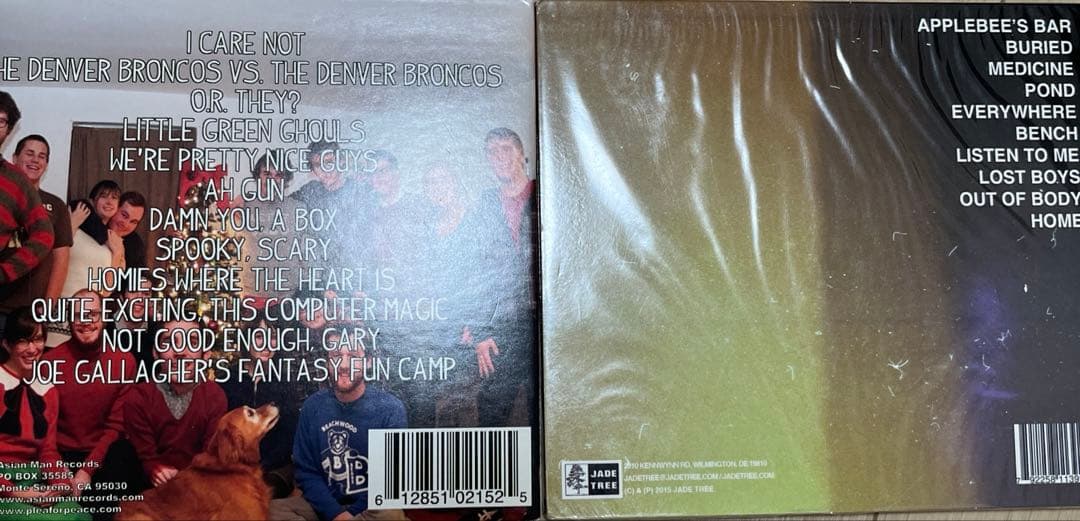 I CARE NOT
HE DENVER BRONCOS VS. THE DENVER BRONCOS
O.R. THEY?
LITTLE GREEN GHOULS
WE'RE PRETTY NICE GUYS
AH GUN
DAMN YOU, A BOX
SPOOKY, SCARY
HOMIES WHERE THE HEART IS
QUITE EXCITING, THIS COMPUTER MAGIC
NOT GOOD ENOUGH, GARY
JOE GALLAGHER'S FANTASY FUN CAMP
BEACHWOOD
B B
Asian Man Records
PO BOX 35585
Monte Sereno, CA 95030
www.asianmanrecords.com
www.pleaforpeace.com
6 12851 02152 5
APPLEBEE'S BAR
BURIED
MEDICINE
POND
EVERYWHERE
BENCH
LISTEN TO ME
LOST BOYS
OUT OF BODY
HOME
JADE
TREE
2310 KENNWYNN RD, WILMINGTON, DE 19810
JADETREE@JADETREE.COM / JADETREE.COM
(C) & (P) 2015 JADE TREE